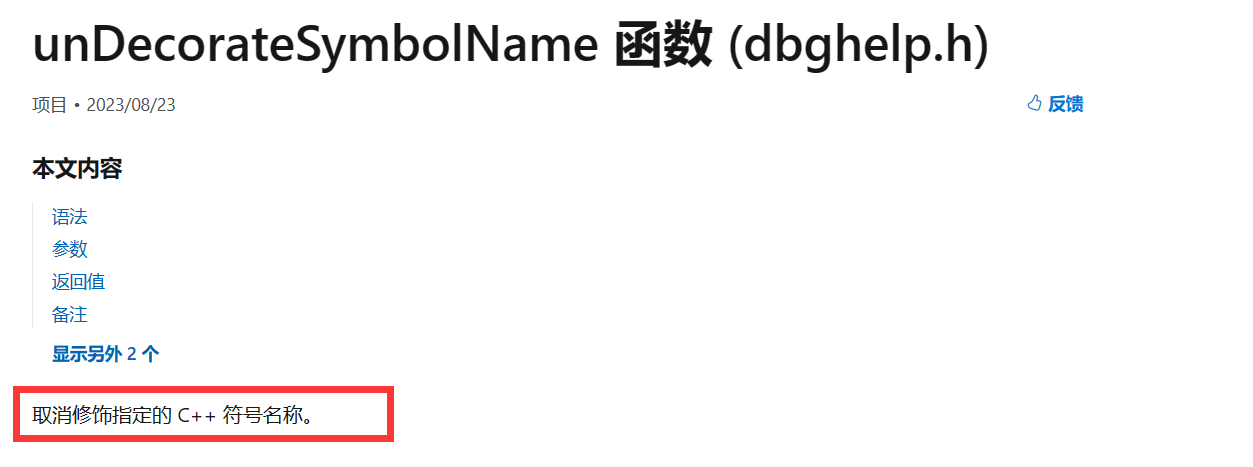 unDecorateSymbolName 函数 (dbghelp.h)
项目 • 2023/08/23
反馈
本文内容
语法
参数
返回值
备注
显示另外 2 个
取消修饰指定的 C++ 符号名称。